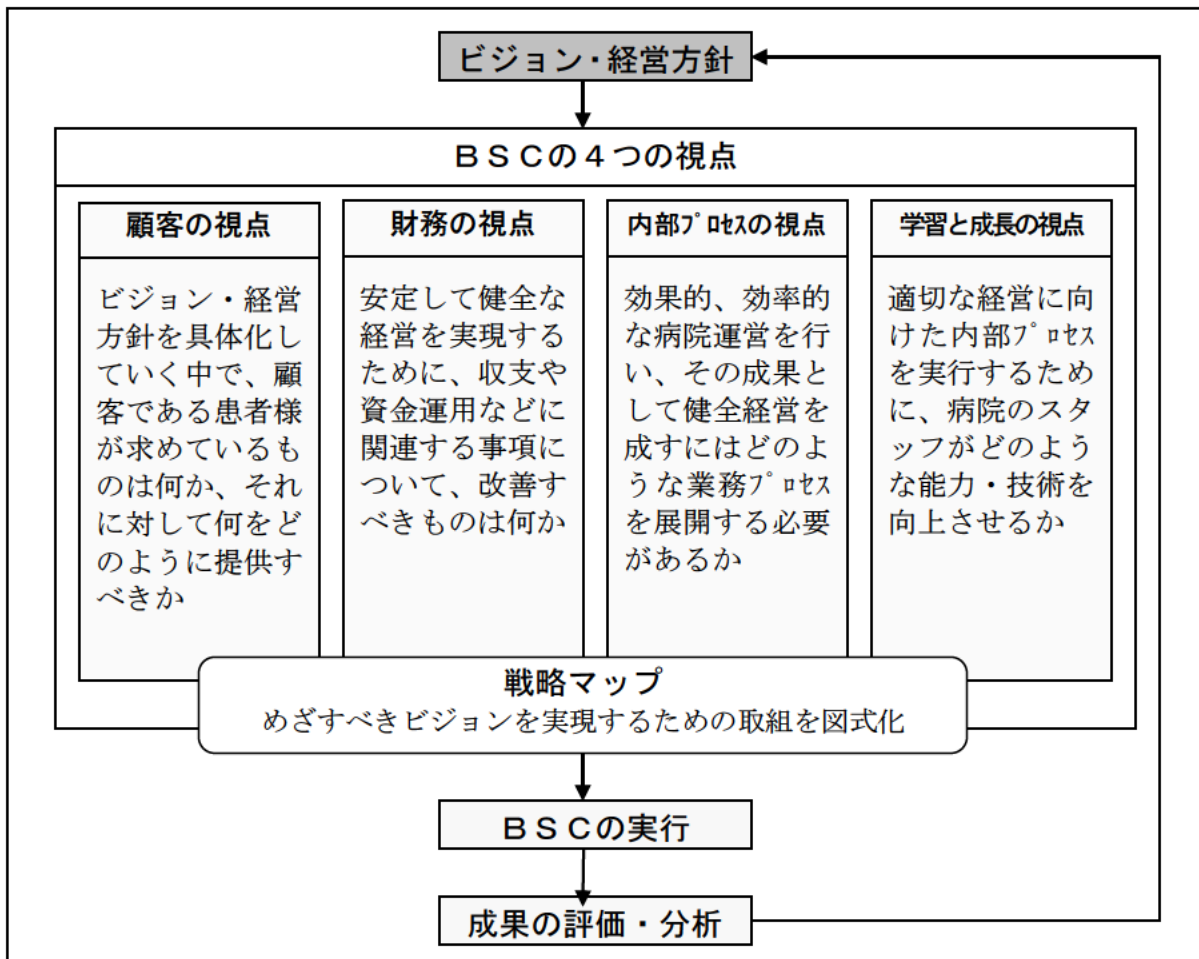 ビジョン・経営方針
ＢＳＣの４つの視点
顧客の視点
ビジョン・経営
方針を具体化し
ていく中で、顧
客である患者様
が求めているも
のは何か、それ
に対して何をど
のように提供す
べきか
財務の視点
安定して健全な
経営を実現する
ために、収支や
資金運用などに
関連する事項に
ついて、改善す
べきものは何か
内部ﾌﾟﾛｾｽの視点
効果的、効率的
な病院運営を行
い、その成果と
して健全経営を
成すにはどのよ
うな業務ﾌﾟﾛｾｽ
を展開する必要
があるか
学習と成長の視点
適切な経営に向
けた内部ﾌﾟﾛｾｽ
を実行するため
に、病院のスタ
ッフがどのよう
な能力・技術を
向上させるか
戦略マップ
めざすべきビジョンを実現するための取組を図式化
ＢＳＣの実行
成果の評価・分析